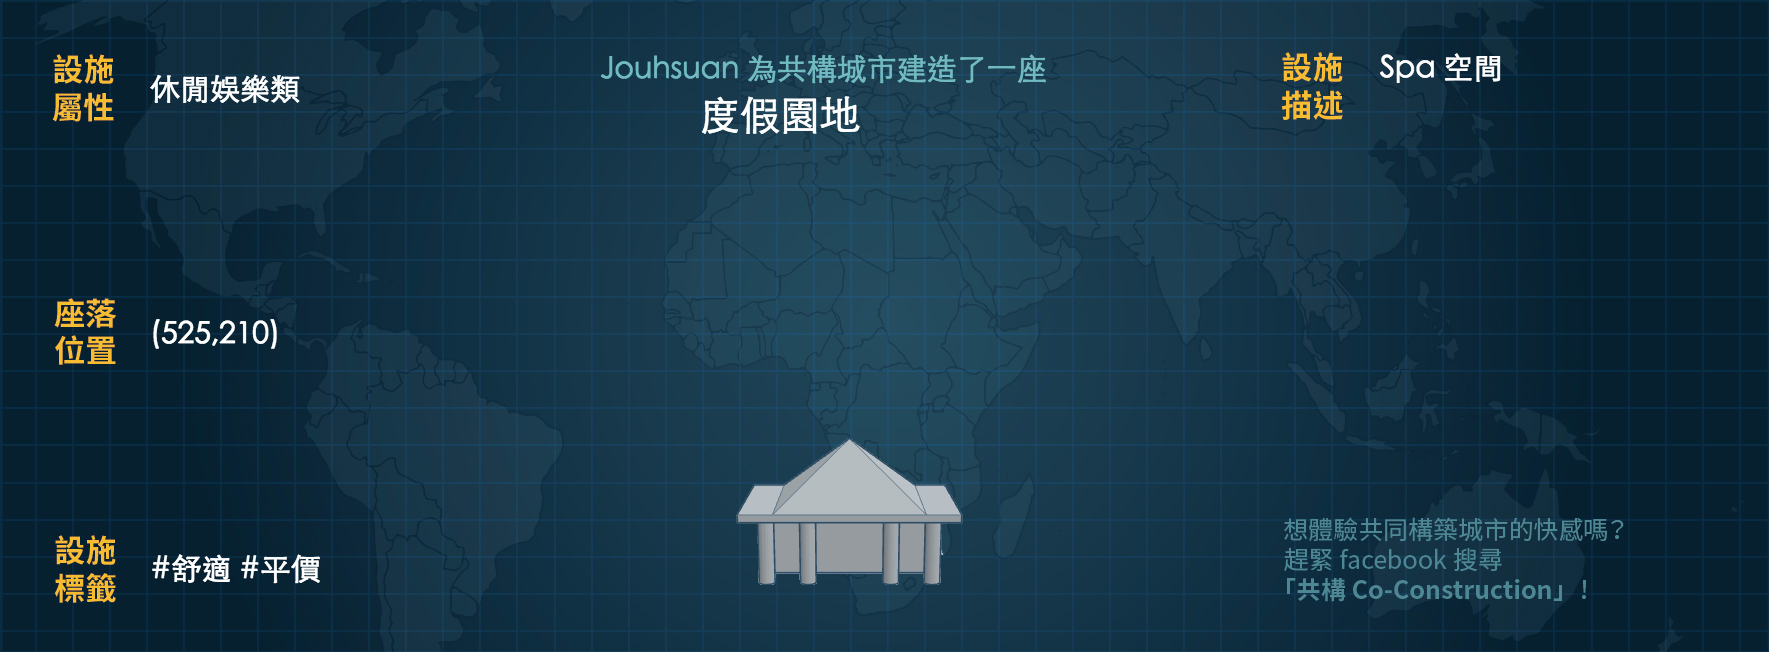 設施
屬性
休閒娛樂類
Jouhsuan 為共構城市建造了一座
度假園地
設施
描述
Spa 空間
座落
位置
(525,210)
設施
標籤
#舒適 #平價
想體驗共同構築城市的快感嗎？
趕緊 facebook 搜尋
「共構 Co-Construction」！